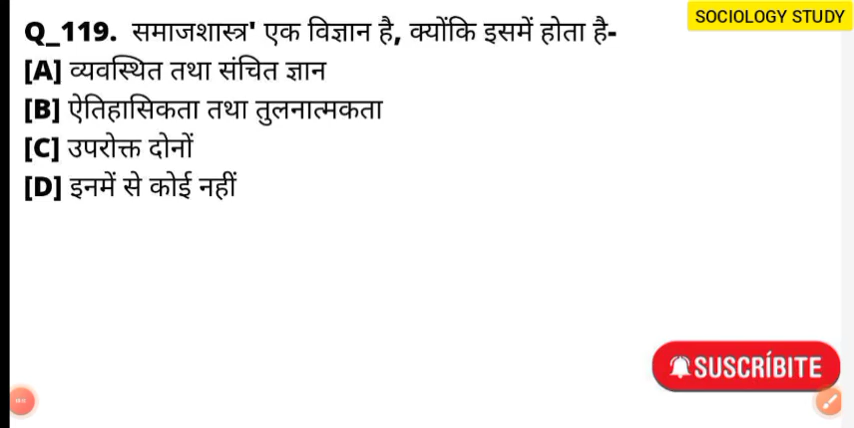 SOCIOLOGY STUDY
Q_119. समाजशास्त्र' एक विज्ञान है, क्योंकि इसमें होता है-
[A] व्यवस्थित तथा संचित ज्ञान
[B] ऐतिहासिकता तथा तुलनात्मकता
[C] उपरोक्त दोनों
[D] इनमें से कोई नहीं
SUSCRÍBITE